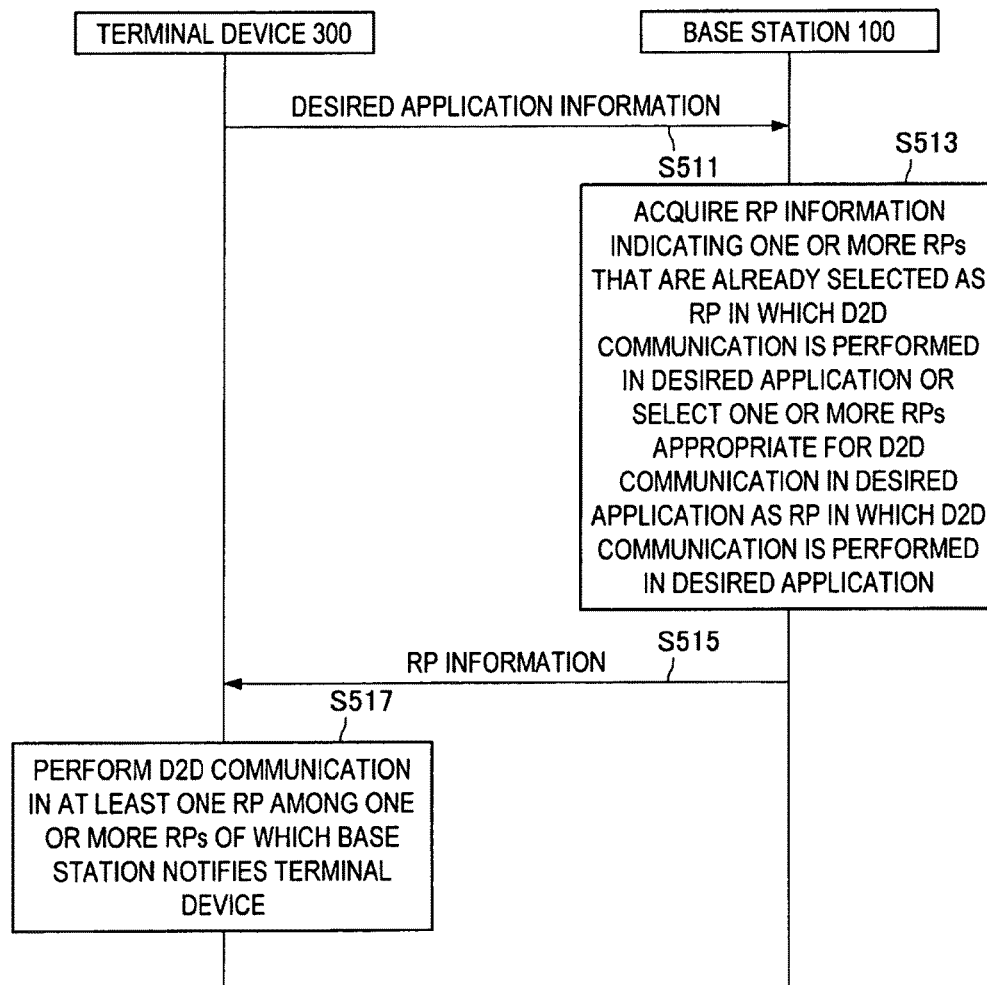 TERMINAL DEVICE 300
BASE STATION 100
DESIRED APPLICATION INFORMATION
S511
S513
ACQUIRE RP INFORMATION
INDICATING ONE OR MORE RPs
THAT ARE ALREADY SELECTED AS
RP IN WHICH D2D
COMMUNICATION IS PERFORMED
IN DESIRED APPLICATION OR
SELECT ONE OR MORE RPs
APPROPRIATE FOR D2D
COMMUNICATION IN DESIRED
APPLICATION AS RP IN WHICH D2D
COMMUNICATION IS PERFORMED
IN DESIRED APPLICATION
RP INFORMATION
S515
S517
PERFORM D2D COMMUNICATION
IN AT LEAST ONE RP AMONG ONE
OR MORE RPs OF WHICH BASE
STATION NOTIFIES TERMINAL
DEVICE